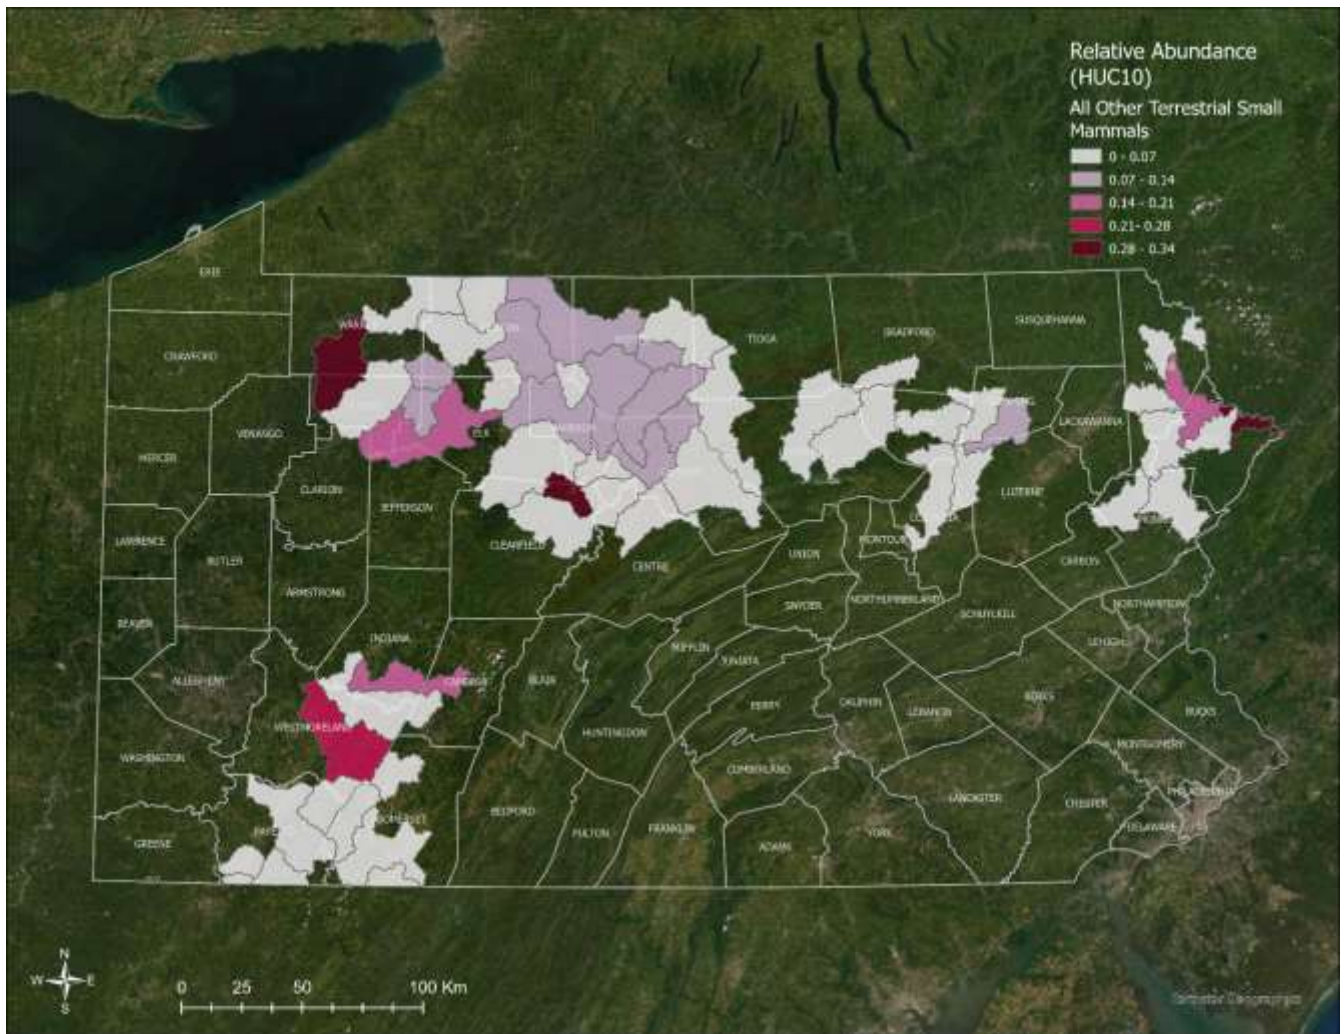 Relative Abundance
(HUC10)
All Other Terrestrial Small
Mammals
0 - 0.07
0.07 - 0.14
0.14 - 0.21
0.21- 0.28
0.28 - 0.34
ERIE
SUSQUEHANNA
BRADFORD
TIOGA
CRAWFORD
LACKAWANNA
VENANGO
ELK
MERCER
CLARION
LUZERNE
JEFFERSON
LAWRENCE
CLEARFIELD
MONTOUR
UNION
BUTLER
CENTRE
CARBON
ARMSTRONG
SNYDER
NORTHUMBERLAND
NORTHAMPTON
SCHUYLKILL
BEAVER
INDIANA
LEHIGH
MIFFLIN
JUNIATA
ALLEGHENY
BLAIR
CAMBRIA
PERRY
DAUPHIN
LEBANON
BERKS
BUCKS
WESTMORELAND
HUNTINGDON
MONTGOMERY
WASHINGTON
CUMBERLAND
PHILADELPHIA
LANCASTER
CHESTER
BEDFORD
FULTON
FRANKLIN
SOMERSET
DELAWARE
YORK
GREENE
ADAMS
N
W E
S
0 25 50 100 Km
Earthstar Geographics